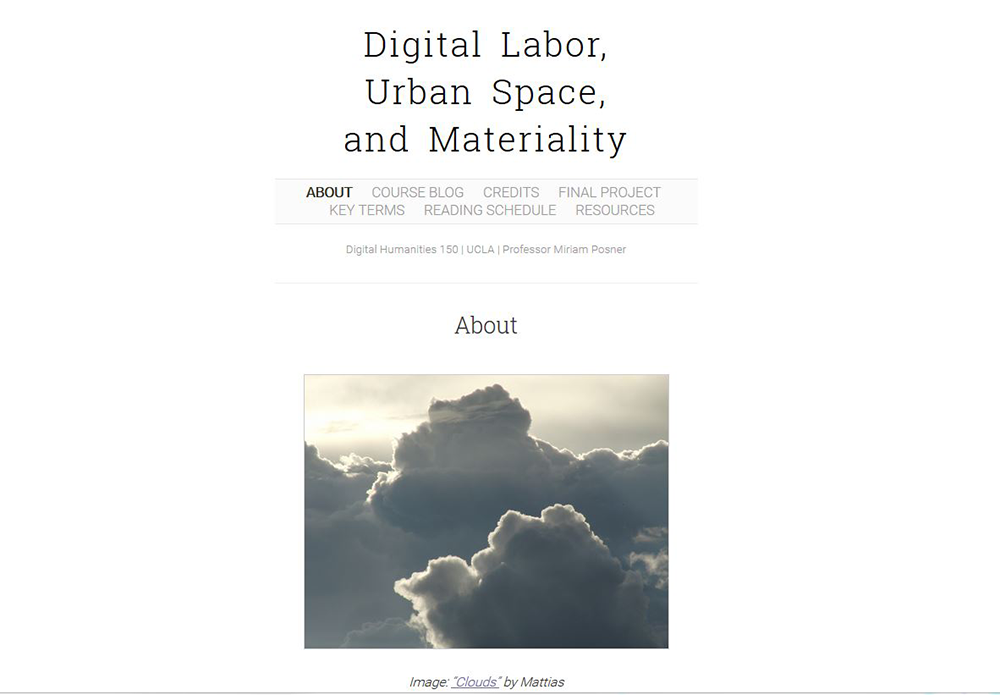 Digital Labor,
Urban Space,
and Materiality
ABOUT COURSE BLOG CREDITS FINAL PROJECT
KEY TERMS READING SCHEDULE RESOURCES
Digital Humanities 150 | UCLA | Professor Miriam Posner
About
Image: "Clouds" by Mattias